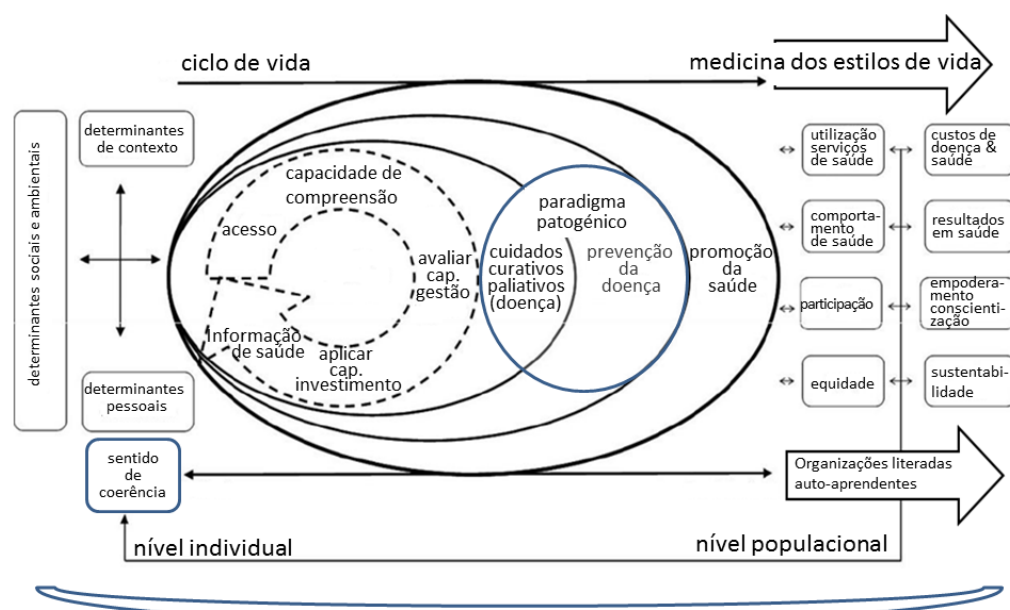 ciclo de vida
medicina dos estilos de vida
determinantes sociais e ambientais
determinantes
de contexto
determinantes
pessoais
sentido
de
coerência
capacidade de
compreensão
acesso
avaliar
cap.
gestão
Informação
de saúde
aplicar
cap.
investimento
paradigma
patogénico
cuidados
curativos
paliativos
(doença)
prevenção
da
doença
promoção
da
saúde
utilização
serviços
de saúde
custos de
doença &
saúde
comporta-
mento
de saúde
resultados
em saúde
participação
empodera-
mento
conscienti-
zação
equidade
sustentabi-
lidade
Organizações literadas
auto-aprendentes
nível individual
nível populacional